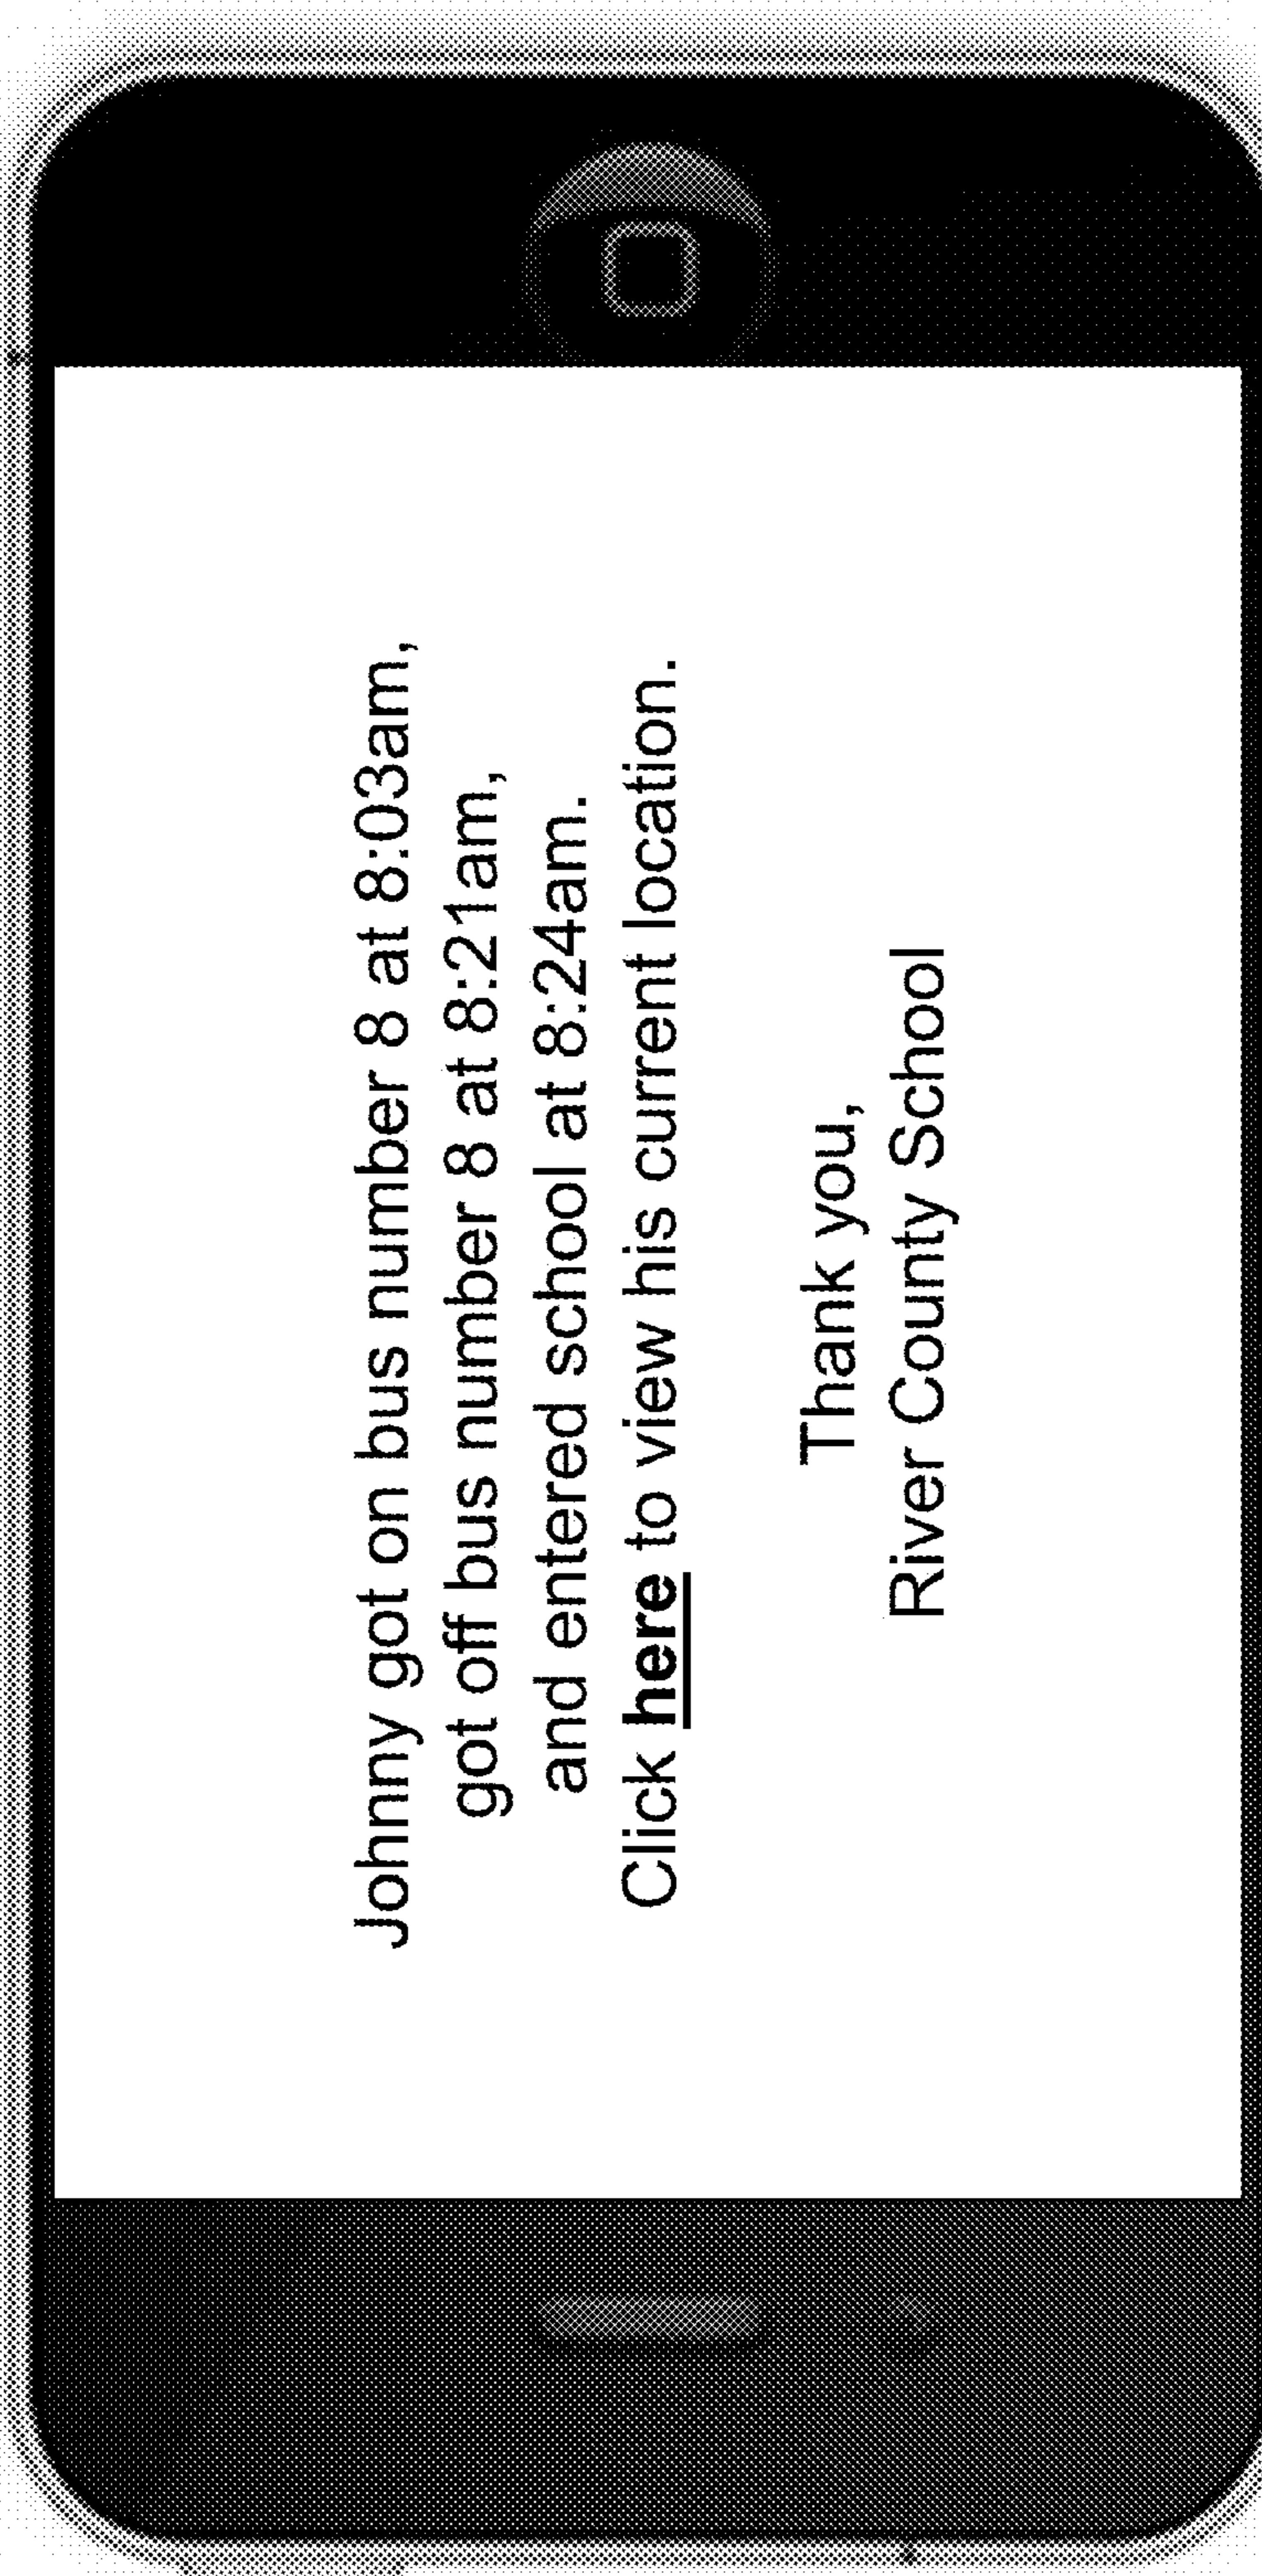 Johnny got on bus number 8 at 8:03am,
got off bus number 8 at 8:21am,
and entered school at 8:24am.
Click here to view his current location.
Thank you,
River County School